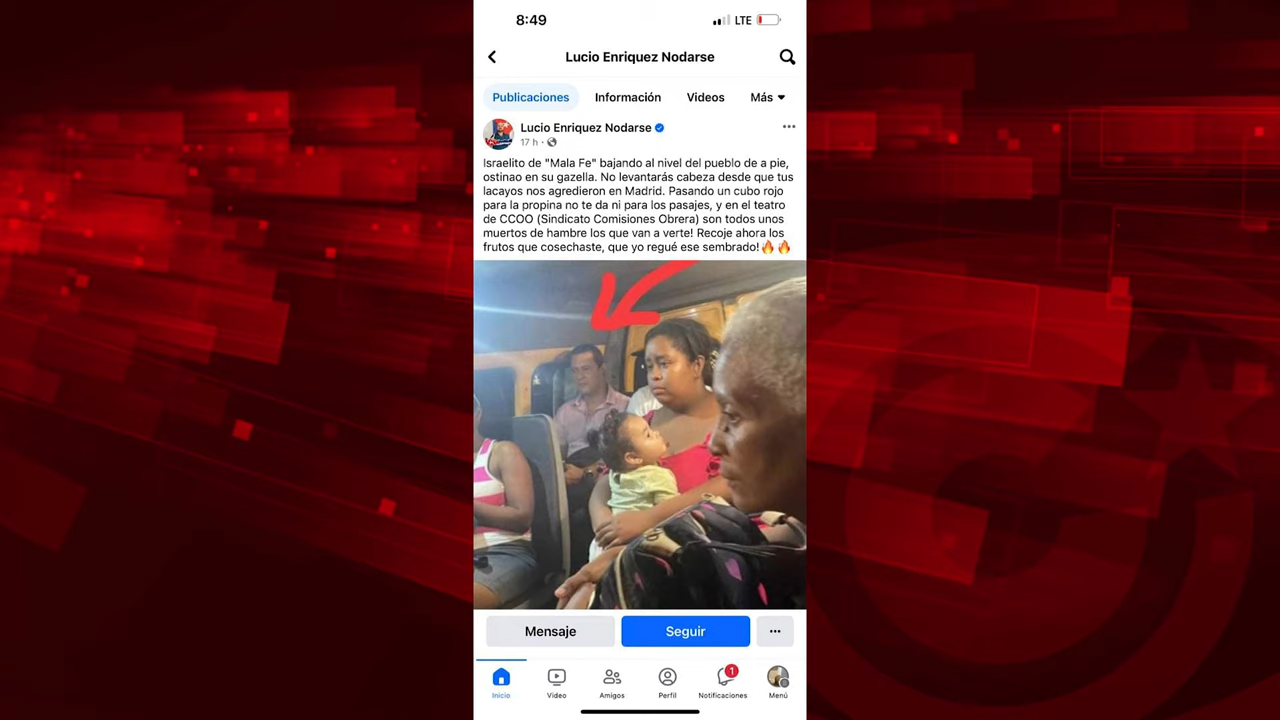 8:49
LTE
Lucio Enriquez Nodarse
Publicaciones
Información
Videos
Más
Lucio Enriquez Nodarse
17 h ·
Israelito de "Mala Fe" bajando al nivel del pueblo de a pie,
ostinao en su gazella. No levantarás cabeza desde que tus
lacayos nos agredieron en Madrid. Pasando un cubo rojo
para la propina no te da ni para los pasajes, y en el teatro
de CCOO (Sindicato Comisiones Obrera) son todos unos
muertos de hambre los que van a verte! Recoje ahora los
frutos que cosechaste, que yo regué ese sembrado!🔥🔥
Mensaje
Seguir
1
Inicio
Video
Amigos
Perfil
Notificaciones
Menú